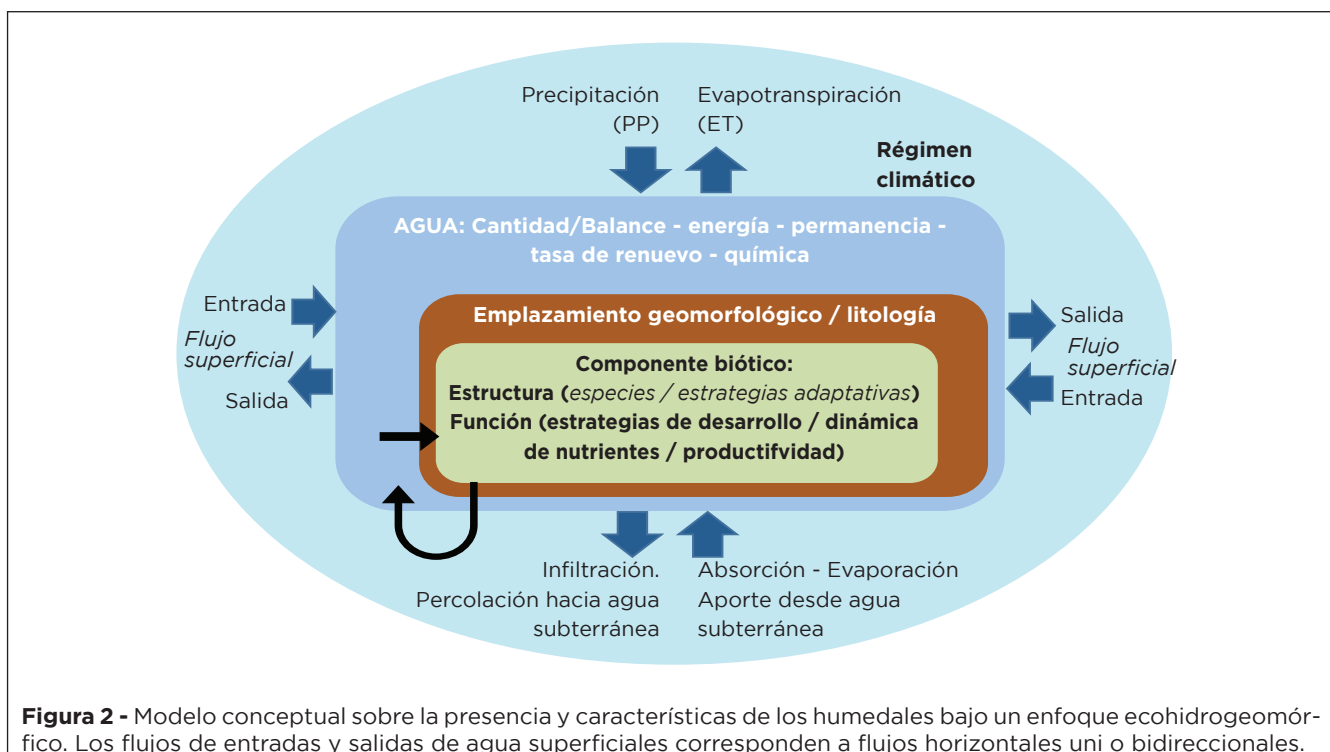 Precipitación
(PP)
Evapotranspiración
(ET)
Régimen
climático
AGUA: Cantidad/Balance - energía - permanencia -
tasa de renuevo - química
Entrada
Flujo
superficial
Salida
Emplazamiento geomorfológico / litología
Componente biótico:
Estructura (especies / estrategias adaptativas)
Función (estrategias de desarrollo / dinámica
de nutrientes / productifvidad)
Salida
Flujo
superficial
Entrada
Infiltración.
Percolación hacia agua
subterránea
Absorción - Evaporación
Aporte desde agua
subterránea
Figura 2 - Modelo conceptual sobre la presencia y características de los humedales bajo un enfoque ecohidrogeomór-
fico. Los flujos de entradas y salidas de agua superficiales corresponden a flujos horizontales uni o bidireccionales.